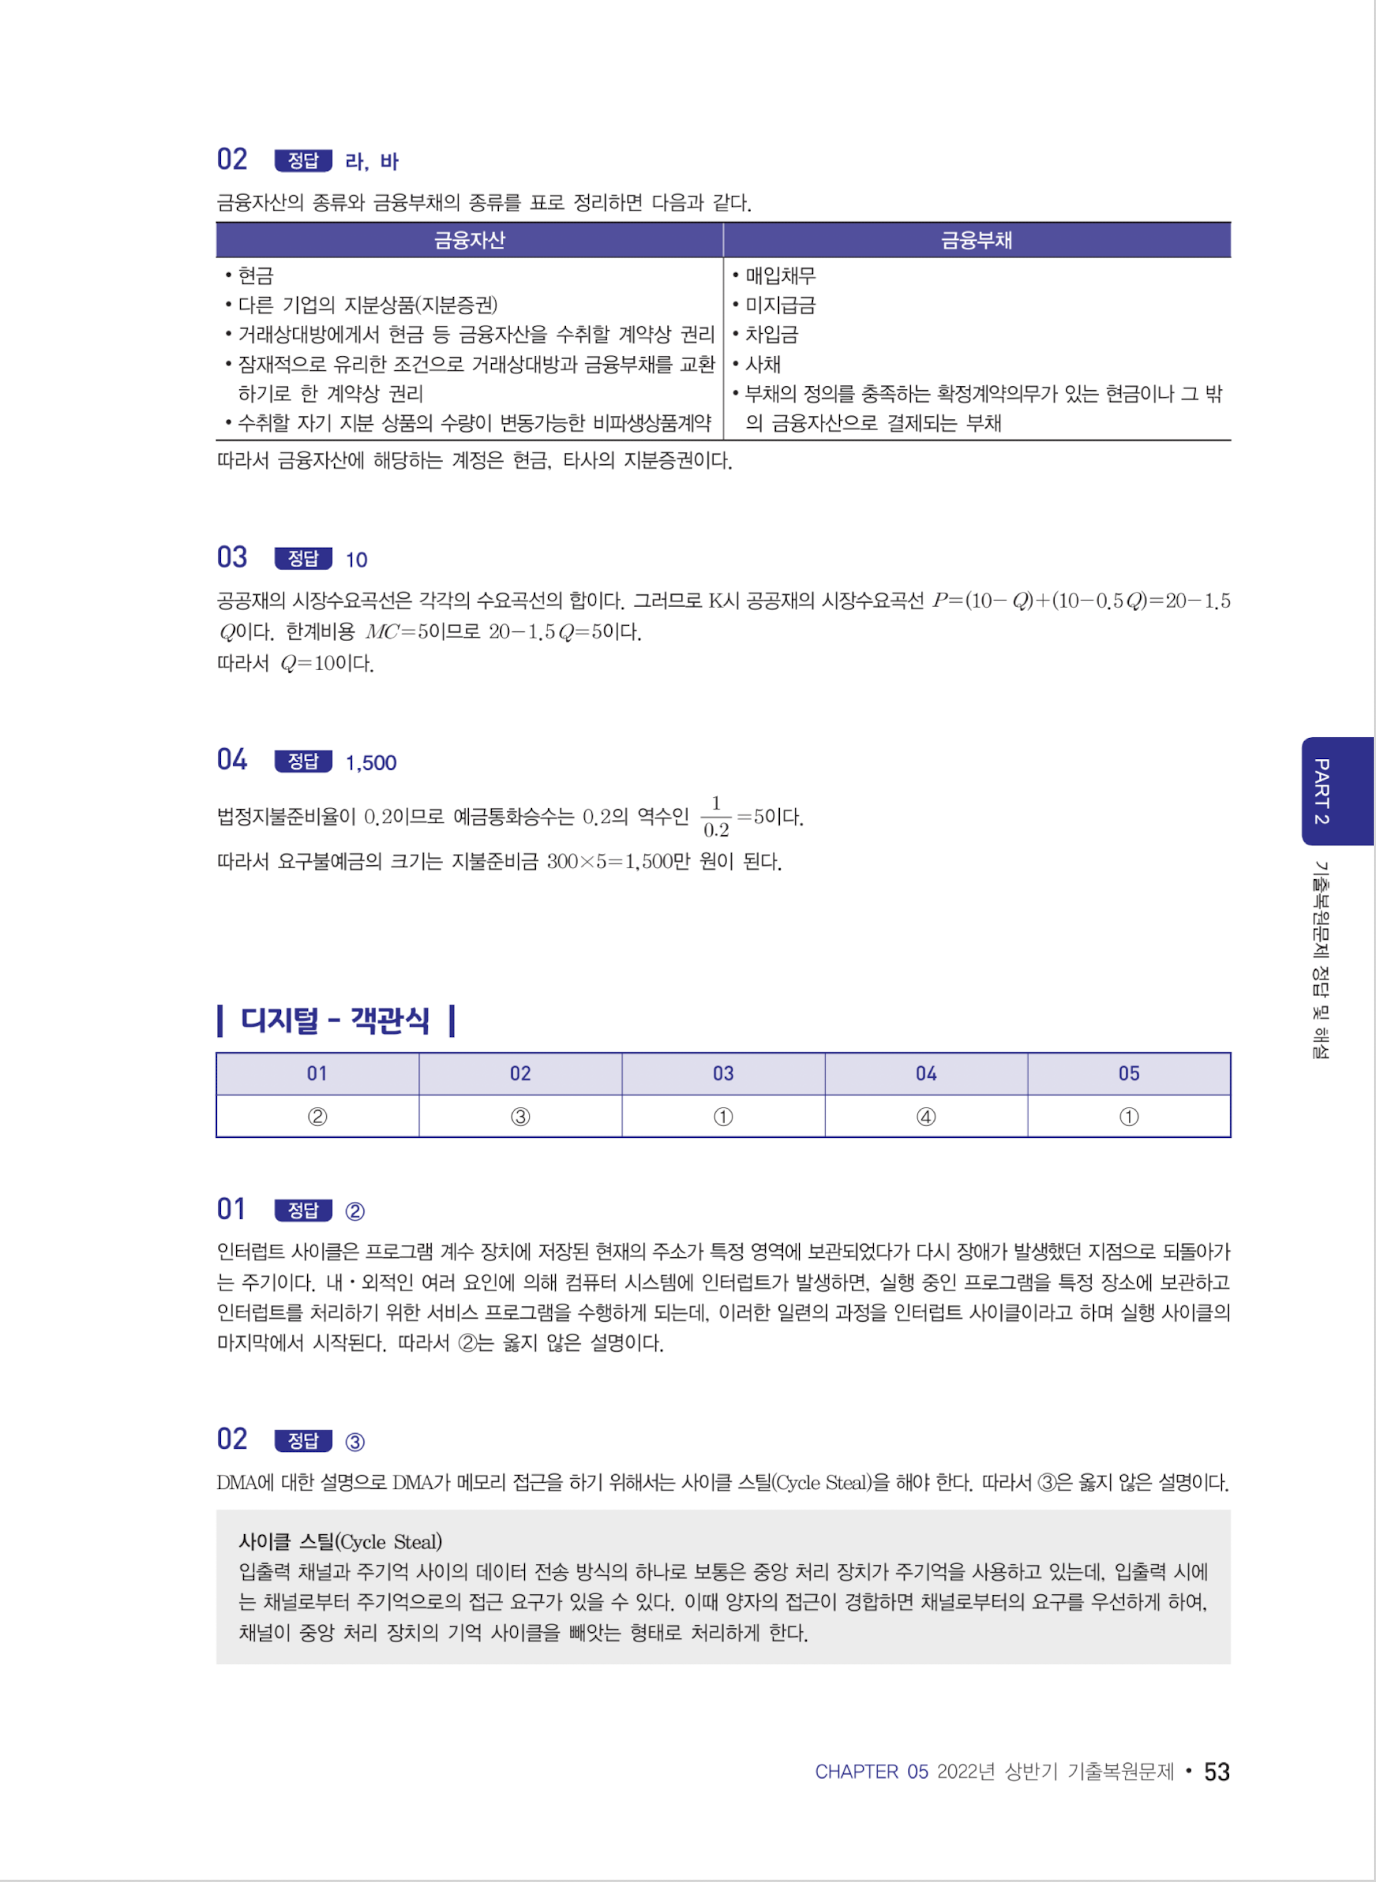 02 정답 라, 바
금융자산의 종류와 금융부채의 종류를 표로 정리하면 다음과 같다.
금융자산 금융부채
• 현금
• 다른 기업의 지분상품(지분증권)
• 거래상대방에게서 현금 등 금융자산을 수취할 계약상 권리
• 잠재적으로 유리한 조건으로 거래상대방과 금융부채를 교환
하기로 한 계약상 권리
• 수취할 자기 지분 상품의 수량이 변동가능한 비파생상품계약
• 매입채무
• 미지급금
• 차입금
• 사채
• 부채의 정의를 충족하는 확정계약의무가 있는 현금이나 그 밖
의 금융자산으로 결제되는 부채
따라서 금융자산에 해당하는 계정은 현금, 타사의 지분증권이다.
03 정답 10
공공재의 시장수요곡선은 각각의 수요곡선의 합이다. 그러므로 K시 공공재의 시장수요곡선 P=(10-Q)+(10-0.5Q)=20-1.5
Q이다. 한계비용 MC=5이므로 20-1.5Q=5이다.
따라서 Q=10이다.
04 정답 1,500
법정지불준비율이 0.2이므로 예금통화승수는 0.2의 역수인 1/0.2=5이다.
따라서 요구불예금의 크기는 지불준비금 300×5=1,500만 원이 된다.
디지털 - 객관식
01 02 03 04 05
② ③ ① ④ ①
01 정답 ②
인터럽트 사이클은 프로그램 계수 장치에 저장된 현재의 주소가 특정 영역에 보관되었다가 다시 장애가 발생했던 지점으로 되돌아가
는 주기이다. 내·외적인 여러 요인에 의해 컴퓨터 시스템에 인터럽트가 발생하면, 실행 중인 프로그램을 특정 장소에 보관하고
인터럽트를 처리하기 위한 서비스 프로그램을 수행하게 되는데, 이러한 일련의 과정을 인터럽트 사이클이라고 하며 실행 사이클의
마지막에서 시작된다. 따라서 ②는 옳지 않은 설명이다.
02 정답 ③
DMA에 대한 설명으로 DMA가 메모리 접근을 하기 위해서는 사이클 스틸(Cycle Steal)을 해야 한다. 따라서 ③은 옳지 않은 설명이다.
사이클 스틸(Cycle Steal)
입출력 채널과 주기억 사이의 데이터 전송 방식의 하나로 보통은 중앙 처리 장치가 주기억을 사용하고 있는데, 입출력 시에
는 채널로부터 주기억으로의 접근 요구가 있을 수 있다. 이때 양자의 접근이 경합하면 채널로부터의 요구를 우선하게 하여,
채널이 중앙 처리 장치의 기억 사이클을 빼앗는 형태로 처리하게 한다.
PART 2
기출복원문제 정답 및 해설
CHAPTER 05 2022년 상반기 기출복원문제 • 53